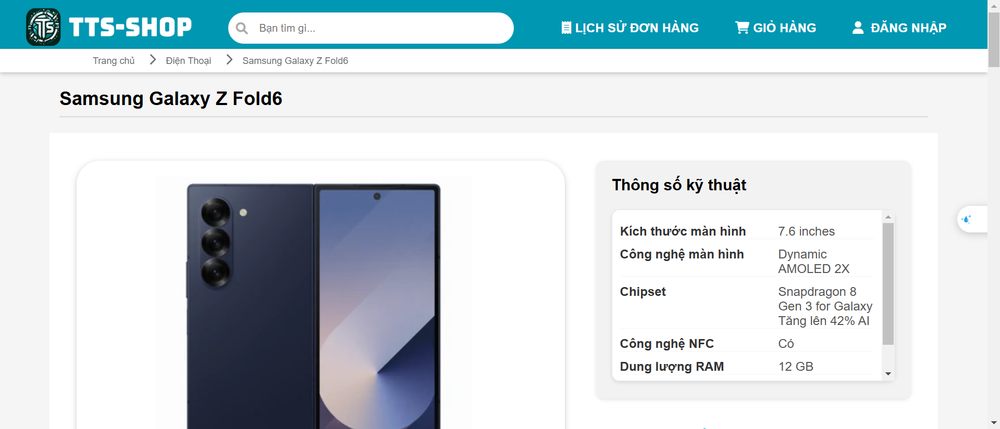 TTS
TTS-SHOP
Bạn tìm gì...
LỊCH SỬ ĐƠN HÀNG
GIỎ HÀNG
ĐĂNG NHẬP
Trang chủ
Điện Thoại
Samsung Galaxy Z Fold6
Samsung Galaxy Z Fold6
Thông số kỹ thuật
Kích thước màn hình 7.6 inches
Công nghệ màn hình Dynamic
AMOLED 2X
Chipset Snapdragon 8
Gen 3 for Galaxy
Tăng lên 42% AI
Công nghệ NFC Có
Dung lượng RAM 12 GB